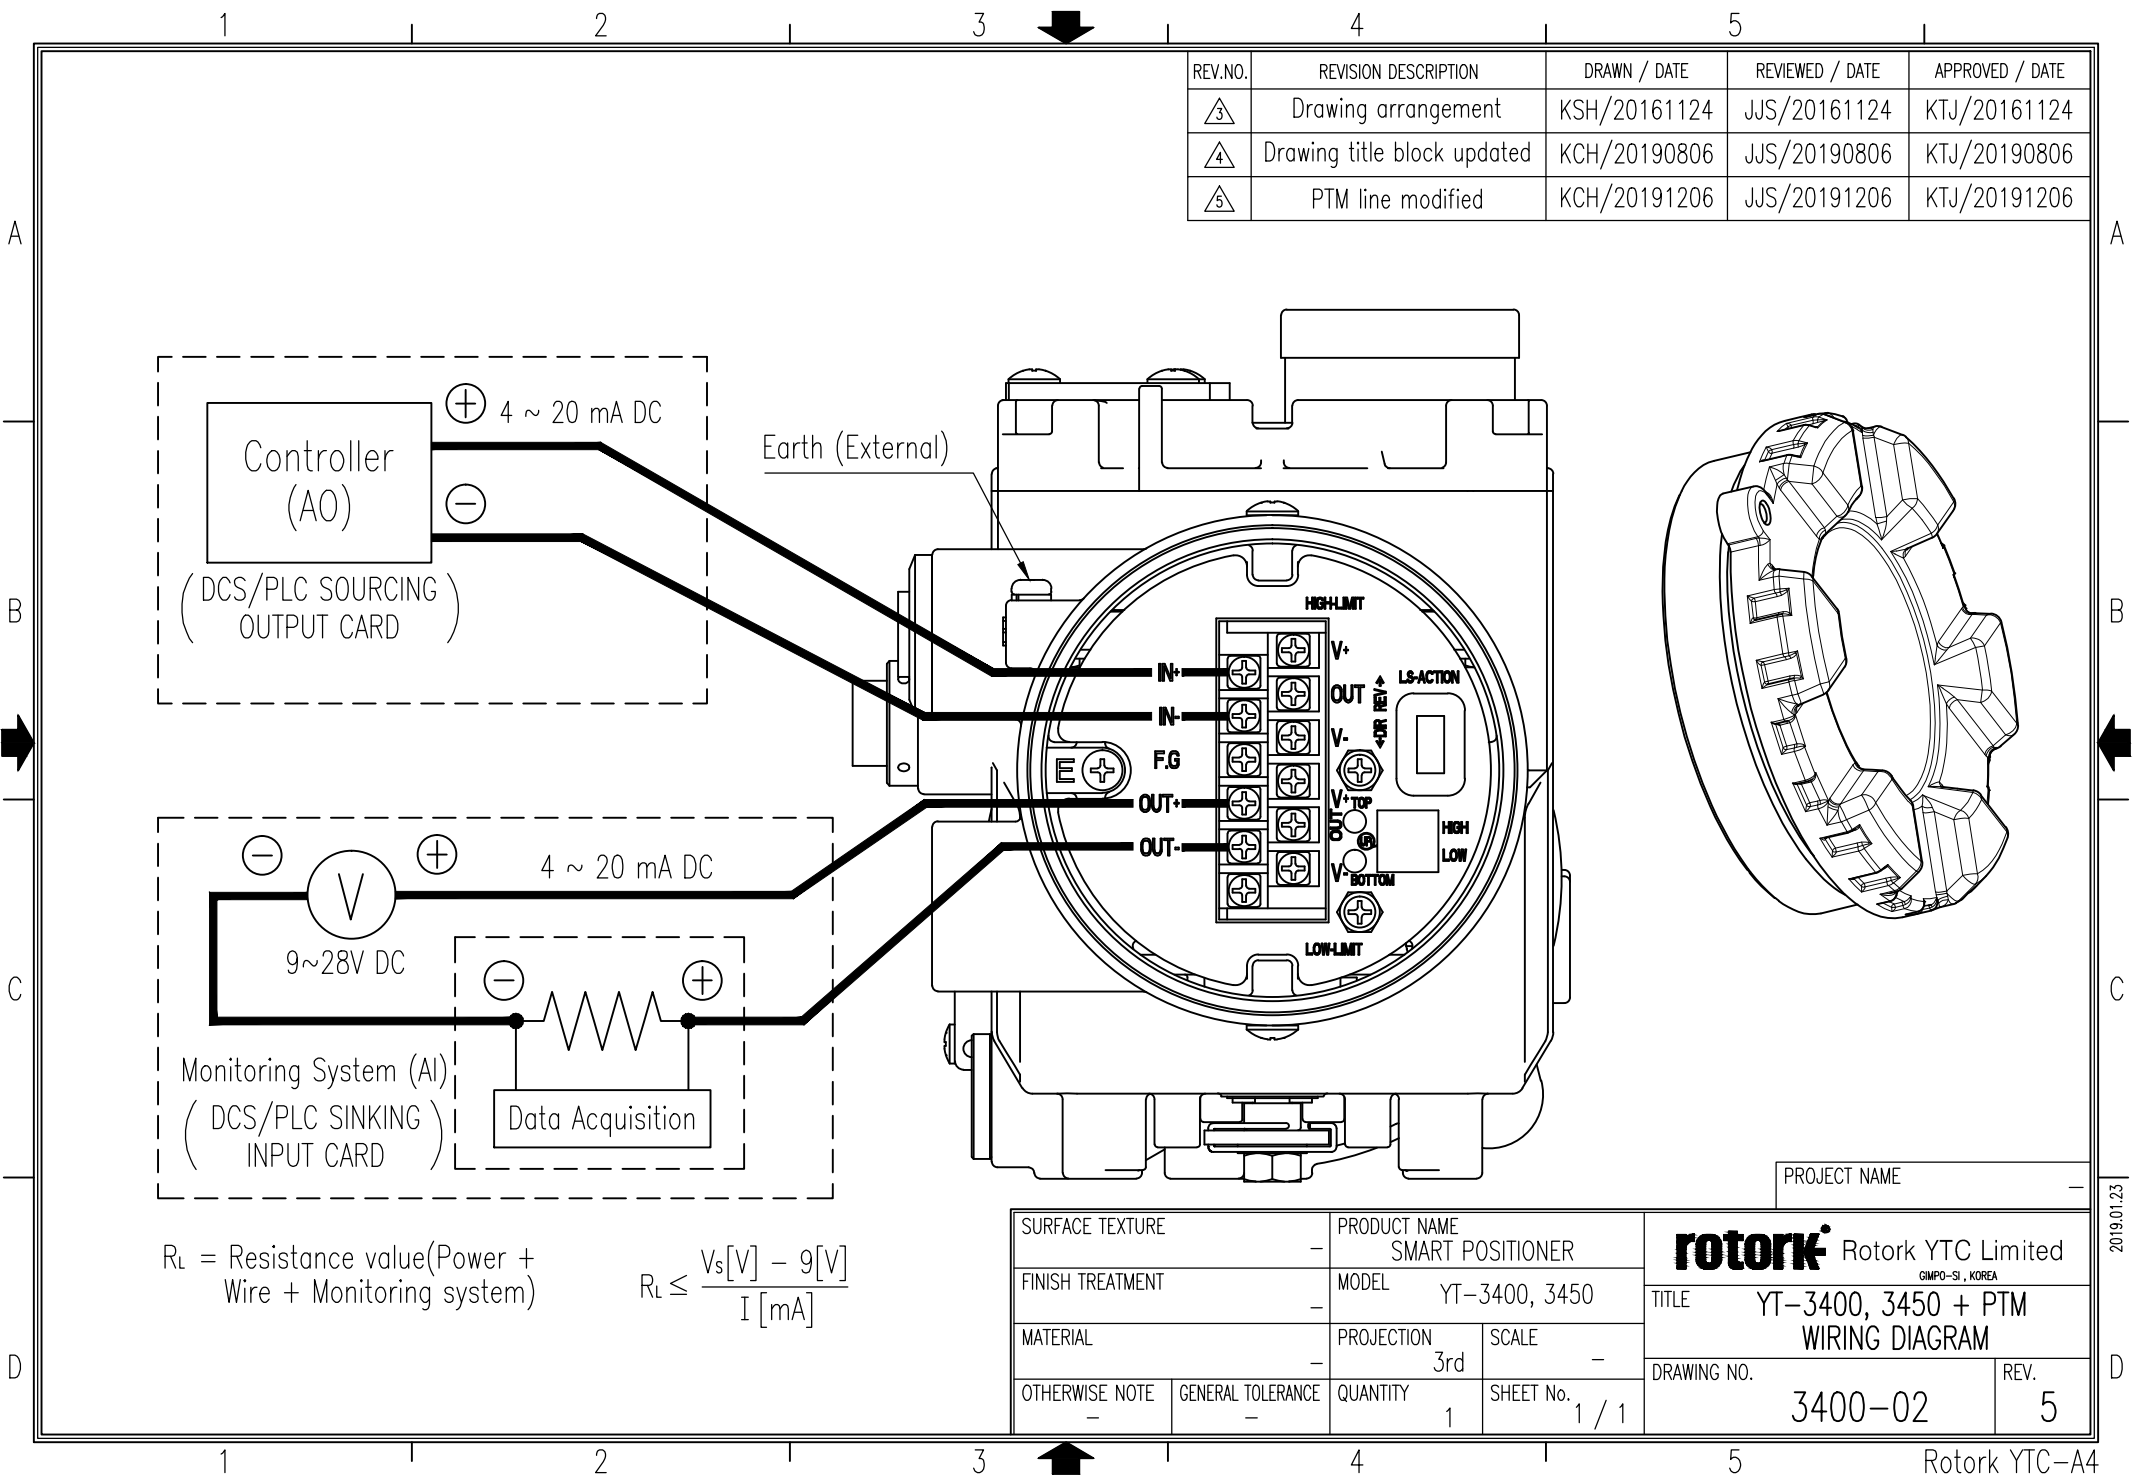 1 2 3 4 5
REV.NO. REVISION DESCRIPTION DRAWN / DATE REVIEWED / DATE APPROVED / DATE
3 Drawing arrangement KSH/20161124 JJS/20161124 KTJ/20161124
4 Drawing title block updated KCH/20190806 JJS/20190806 KTJ/20190806
5 PTM line modified KCH/20191206 JJS/20191206 KTJ/20191206
A A
B B
C C
D D
+ 4 ~ 20 mA DC
Controller
(AO)
−
(DCS/PLC SOURCING
OUTPUT CARD)
Earth (External)
HIGH-LIMIT
V+
IN+
OUT
IN-
V-
F.G
E
V+
OUT+
OUT
OUT-
V-
←DIR REV→
L.S-ACTION
TOP
HIGH
LOW
BOTTOM
LOW-LIMIT
− + 4 ~ 20 mA DC
V
9~28V DC
− +
Monitoring System (AI)
(DCS/PLC SINKING
INPUT CARD)
Data Acquisition
RL = Resistance value(Power +
Wire + Monitoring system)
RL ≤ Vs[V] − 9[V]
I [mA]
PROJECT NAME −
SURFACE TEXTURE −
FINISH TREATMENT −
MATERIAL −
OTHERWISE NOTE −
GENERAL TOLERANCE −
PRODUCT NAME
SMART POSITIONER
MODEL YT-3400, 3450
PROJECTION 3rd
SCALE −
QUANTITY 1
SHEET No. 1 / 1
rotork Rotork YTC Limited
GIMPO-SI , KOREA
TITLE YT-3400, 3450 + PTM
WIRING DIAGRAM
DRAWING NO. 3400-02
REV. 5
2019.01.23
1 2 3 4 5
Rotork YTC-A4